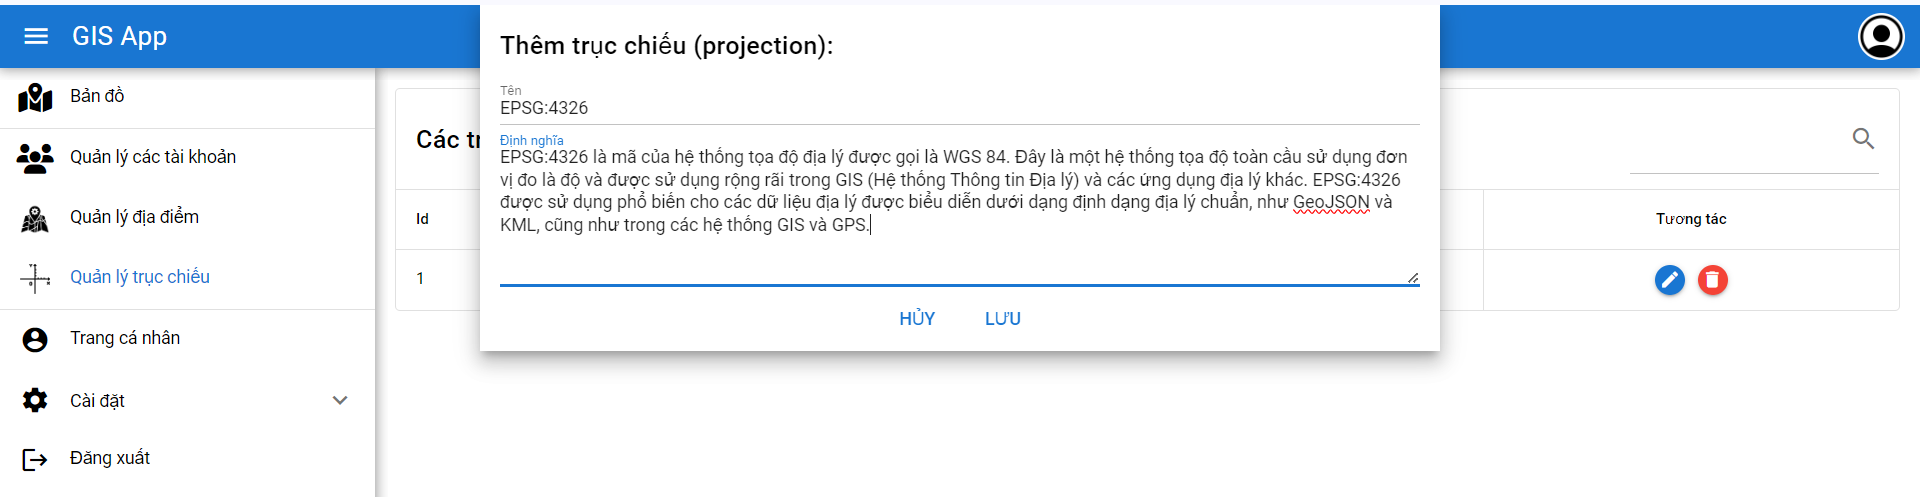 GIS App
Bản đồ
Quản lý các tài khoản
Quản lý địa điểm
Quản lý trục chiếu
Trang cá nhân
Cài đặt
Đăng xuất
Thêm trục chiếu (projection):
Tên
EPSG:4326
Định nghĩa
EPSG:4326 là mã của hệ thống tọa độ địa lý được gọi là WGS 84. Đây là một hệ thống tọa độ toàn cầu sử dụng đơn
vị đo là độ và được sử dụng rộng rãi trong GIS (Hệ thống Thông tin Địa lý) và các ứng dụng địa lý khác. EPSG:4326
được sử dụng phổ biến cho các dữ liệu địa lý được biểu diễn dưới dạng định dạng địa lý chuẩn, như GeoJSON và
KML, cũng như trong các hệ thống GIS và GPS.
HỦY LƯU
Các
Id
Tương tác
1